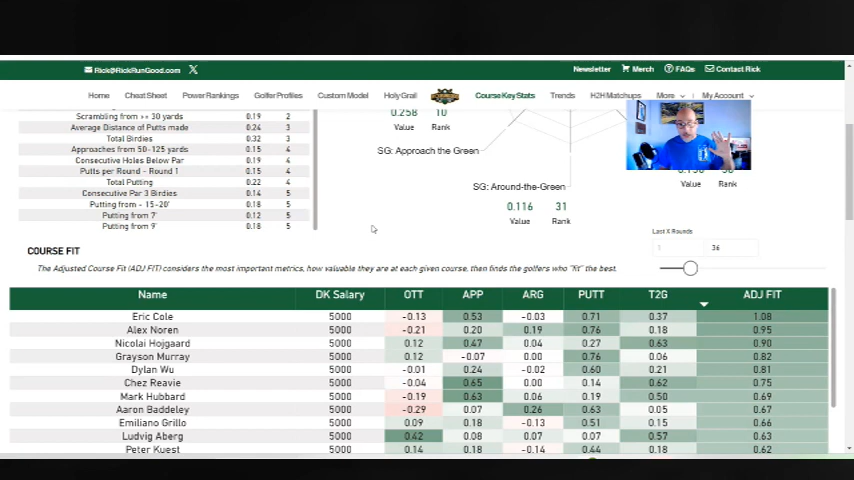 Rick@RickRunGood.com
Newsletter Merch FAQs Contact Rick
Home Cheat Sheet Power Rankings Golfer Profiles Custom Model Holy Grail Course Key Stats Trends H2H Matchups More My Account
Scrambling from >= 30 yards 0.19 2
Average Distance of Putts made 0.24 3
Total Birdies 0.32 3
Approaches from 50-125 yards 0.15 4
Consecutive Holes Below Par 0.19 4
Putts per Round - Round 1 0.15 4
Total Putting 0.22 4
Consecutive Par 3 Birdies 0.14 5
Putting from - 15-20' 0.18 5
Putting from 7' 0.12 5
Putting from 9' 0.18 5
0.258 10
Value Rank
SG: Approach the Green
SG: Around-the-Green
0.116 31
Value Rank
Value Rank
Last X Rounds
1 36
COURSE FIT
The Adjusted Course Fit (ADJ FIT) considers the most important metrics, how valuable they are at each given course, then finds the golfers who "fit" the best.
Name DK Salary OTT APP ARG PUTT T2G ADJ FIT
Eric Cole 5000 -0.13 0.53 -0.03 0.71 0.37 1.08
Alex Noren 5000 -0.21 0.20 0.19 0.76 0.18 0.95
Nicolai Hojgaard 5000 0.12 0.47 0.04 0.27 0.63 0.90
Grayson Murray 5000 0.12 -0.07 0.00 0.76 0.06 0.82
Dylan Wu 5000 -0.01 0.24 -0.02 0.60 0.21 0.81
Chez Reavie 5000 -0.04 0.65 0.00 0.14 0.62 0.75
Mark Hubbard 5000 -0.19 0.63 0.06 0.19 0.50 0.69
Aaron Baddeley 5000 -0.29 0.07 0.26 0.63 0.05 0.67
Emiliano Grillo 5000 0.09 0.18 -0.13 0.51 0.15 0.66
Ludvig Aberg 5000 0.42 0.08 0.07 0.07 0.57 0.63
Peter Kuest 5000 0.14 0.18 -0.14 0.44 0.18 0.62